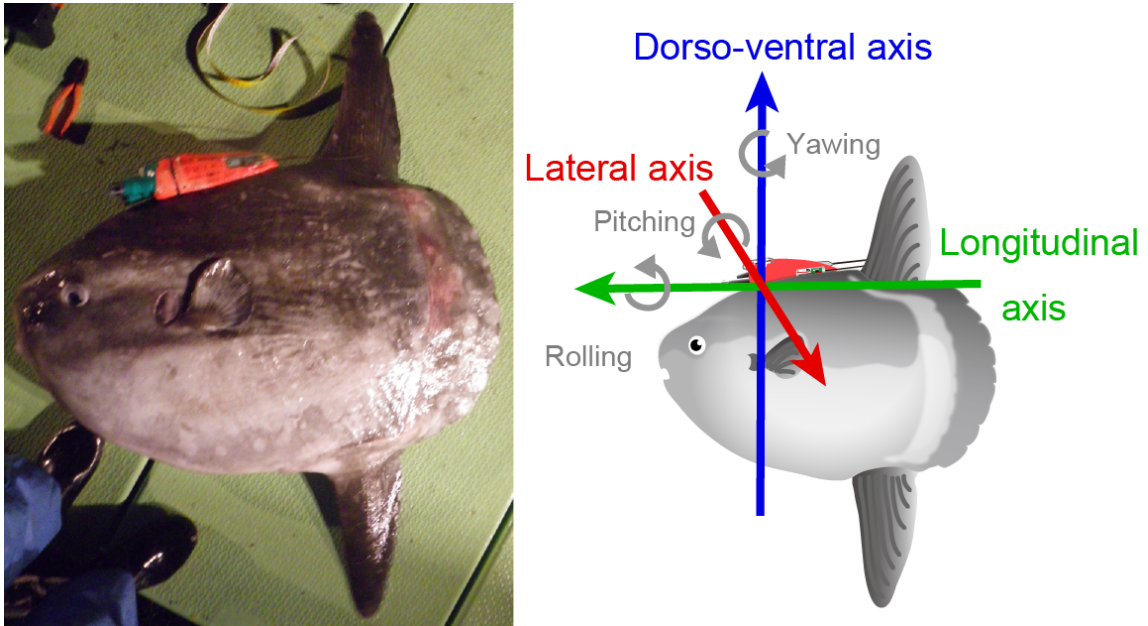 Dorso-ventral axis
Yawing
Lateral axis
Pitching
Longitudinal
axis
Rolling